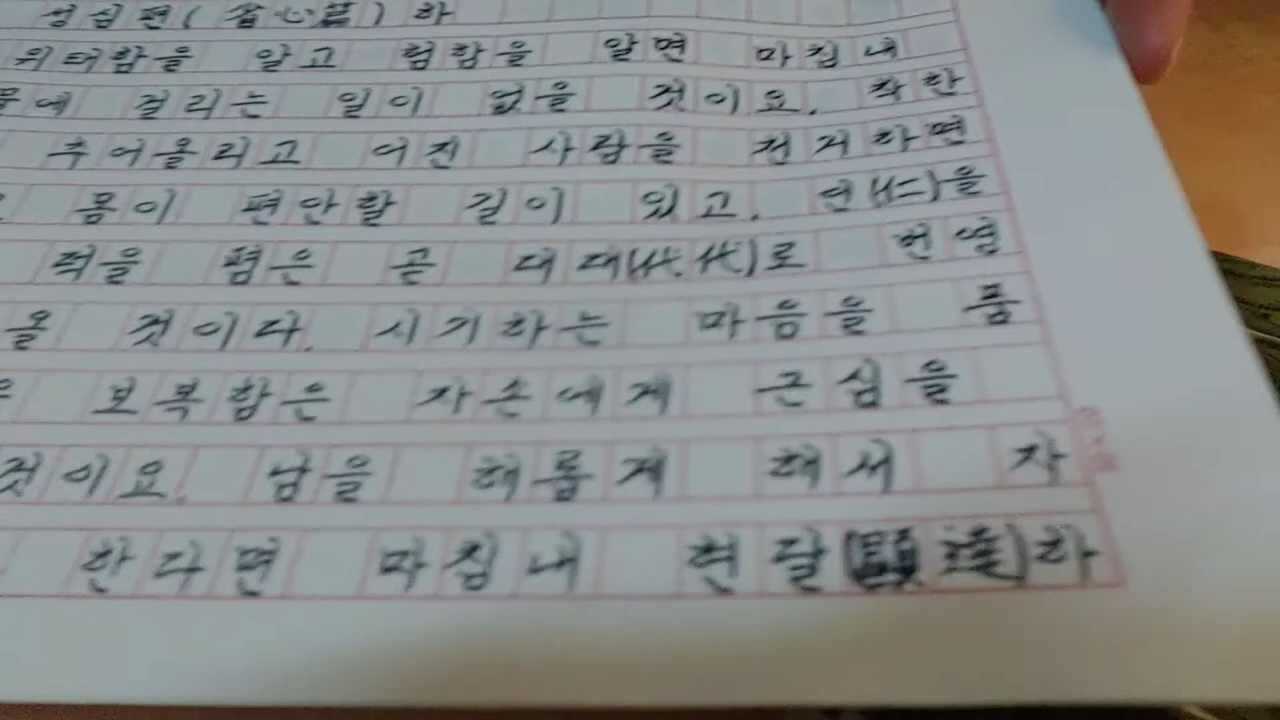 성심편(省心篇) 하
위태함을 알고 험함을 알면 마침내
물에 걸리는 일이 없을 것이요. 착한
추어올리고 어진 사람을 천거하면
몸이 편안할 길이 있고. 인(仁)을
적을 폄은 곧 대대(代代)로 번영
올 것이다. 시기하는 마음을 품
은 보복함은 자손에게 근심을
것이요. 남을 해롭게 해서 자
한다면 마침내 현달(顯達)하